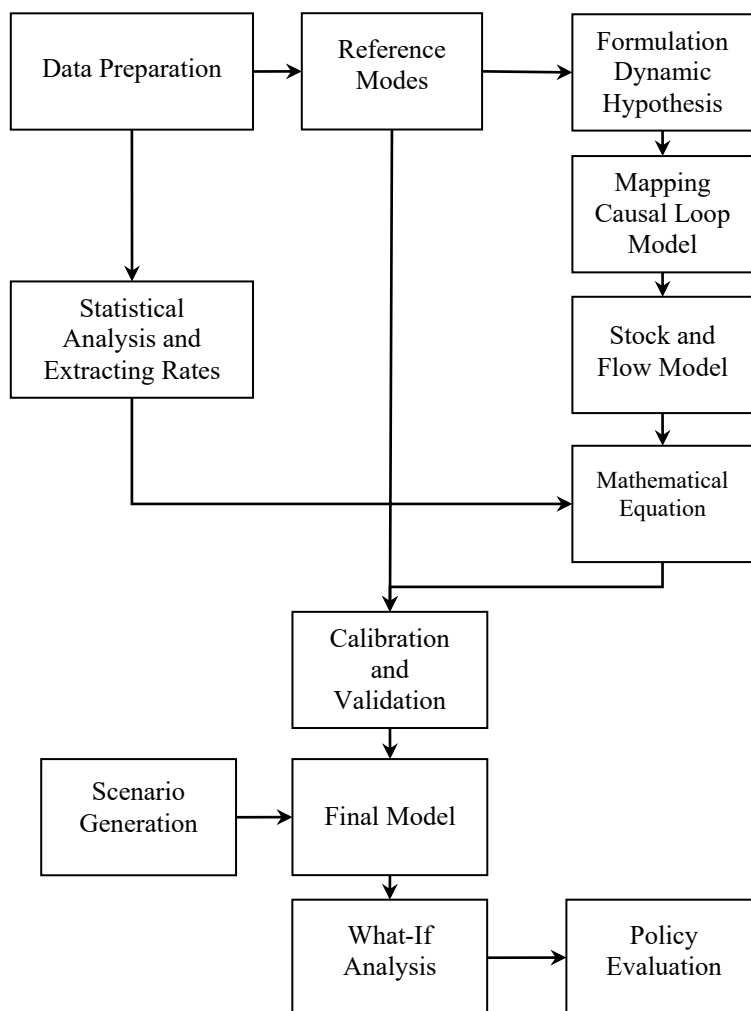 Data Preparation
Reference
Modes
Formulation
Dynamic
Hypothesis
Mapping
Causal Loop
Model
Statistical
Analysis and
Extracting Rates
Stock and
Flow Model
Mathematical
Equation
Calibration
and
Validation
Scenario
Generation
Final Model
What-If
Analysis
Policy
Evaluation